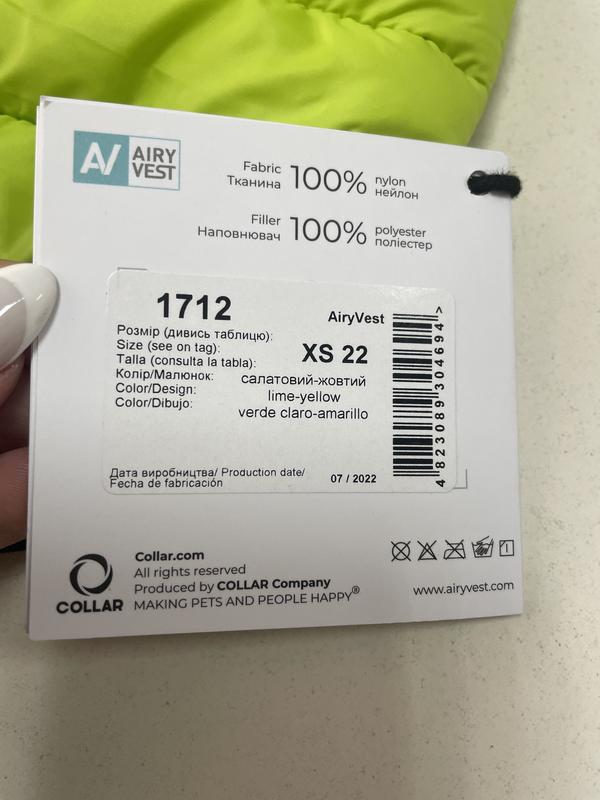 AV AIRY VEST
Fabric
Тканина 100% nylon
нейлон
Filler
Наповнювач 100% polyester
поліестер
1712
AiryVest
Розмір (дивись таблицю):
Size (see on tag):
Talla (consulta la tabla):
XS 22
Колір/Малюнок: салатовий-жовтий
Color/Design: lime-yellow
Color/Dibujo: verde claro-amarillo
Дата виробництва/ Production date/
Fecha de fabricación
07 / 2022
4 823089 304694 >
Collar.com
All rights reserved
Produced by COLLAR Company
MAKING PETS AND PEOPLE HAPPY®
COLLAR
www.airyvest.com